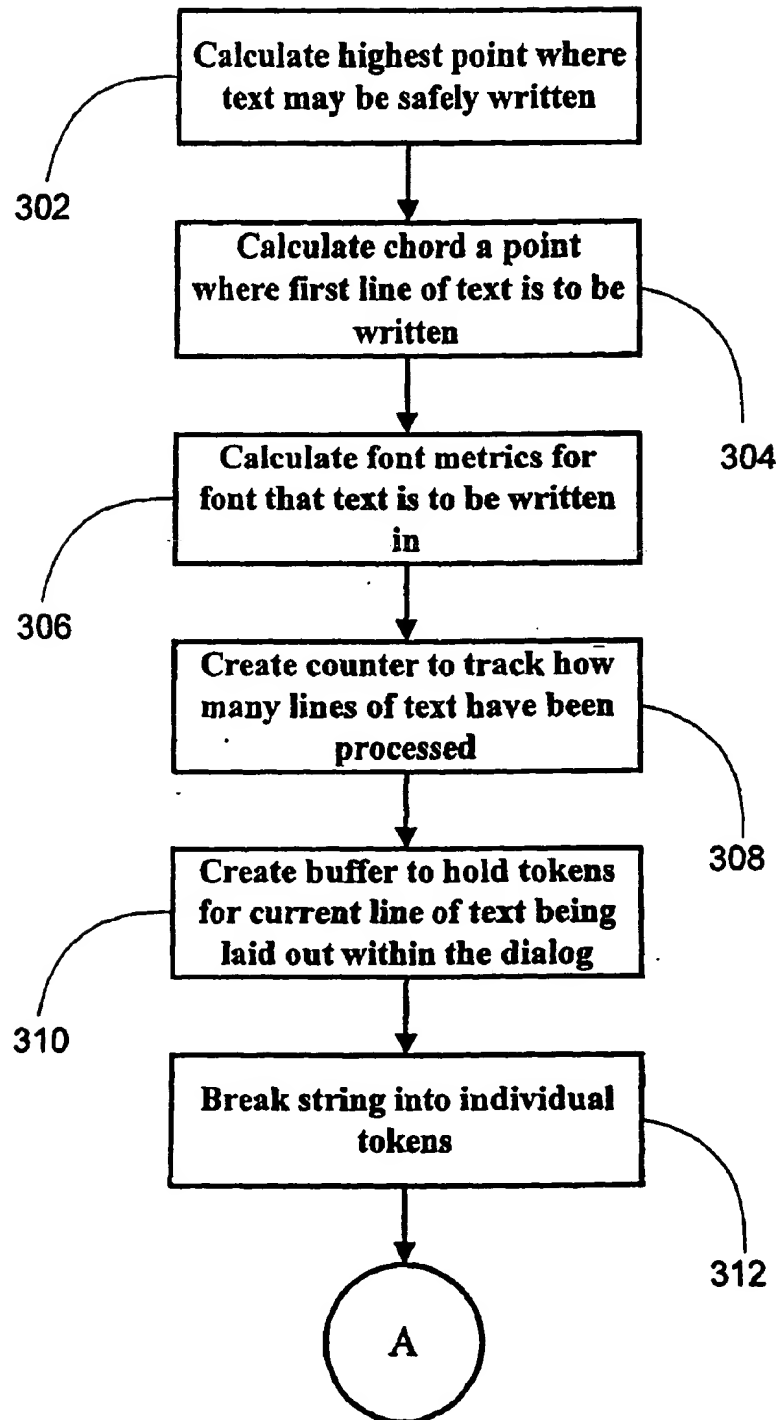 Calculate highest point where
text may be safely written
302
Calculate chord a point
where first line of text is to be
written
304
Calculate font metrics for
font that text is to be written
in
306
Create counter to track how
many lines of text have been
processed
308
Create buffer to hold tokens
for current line of text being
laid out within the dialog
310
Break string into individual
tokens
312
A